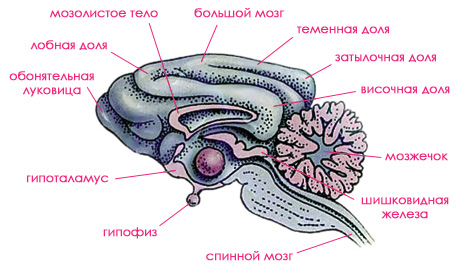 мозолистое тело
большой мозг
теменная доля
лобная доля
затылочная доля
обонятельная
луковица
височная доля
мозжечок
гипоталамус
шишковидная
железа
гипофиз
спинной мозг